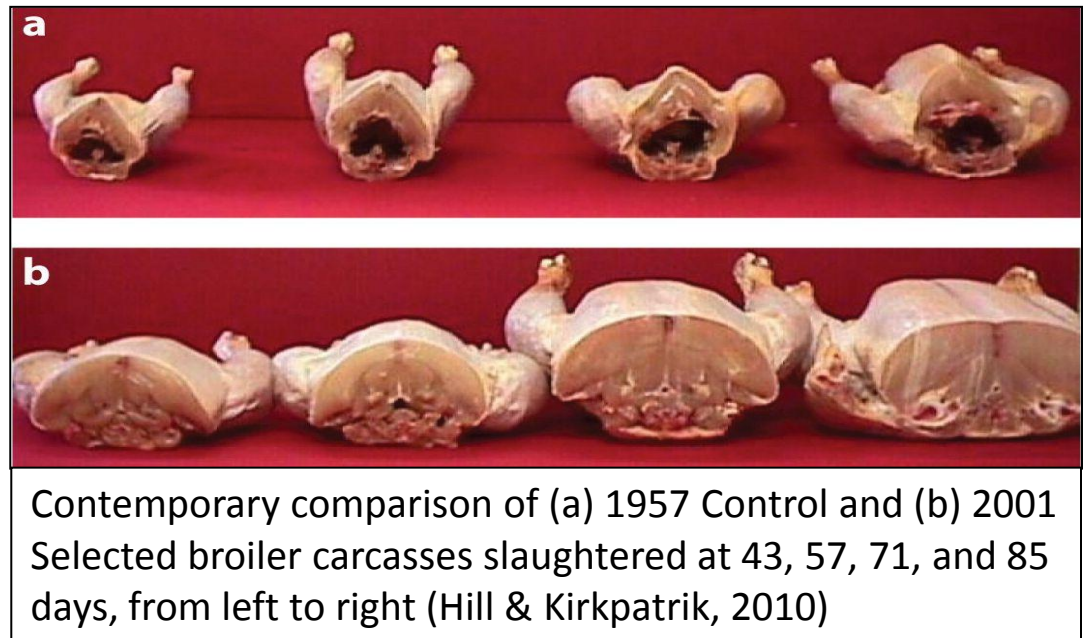 a
b
Contemporary comparison of (a) 1957 Control and (b) 2001
Selected broiler carcasses slaughtered at 43, 57, 71, and 85
days, from left to right (Hill & Kirkpatrik, 2010)